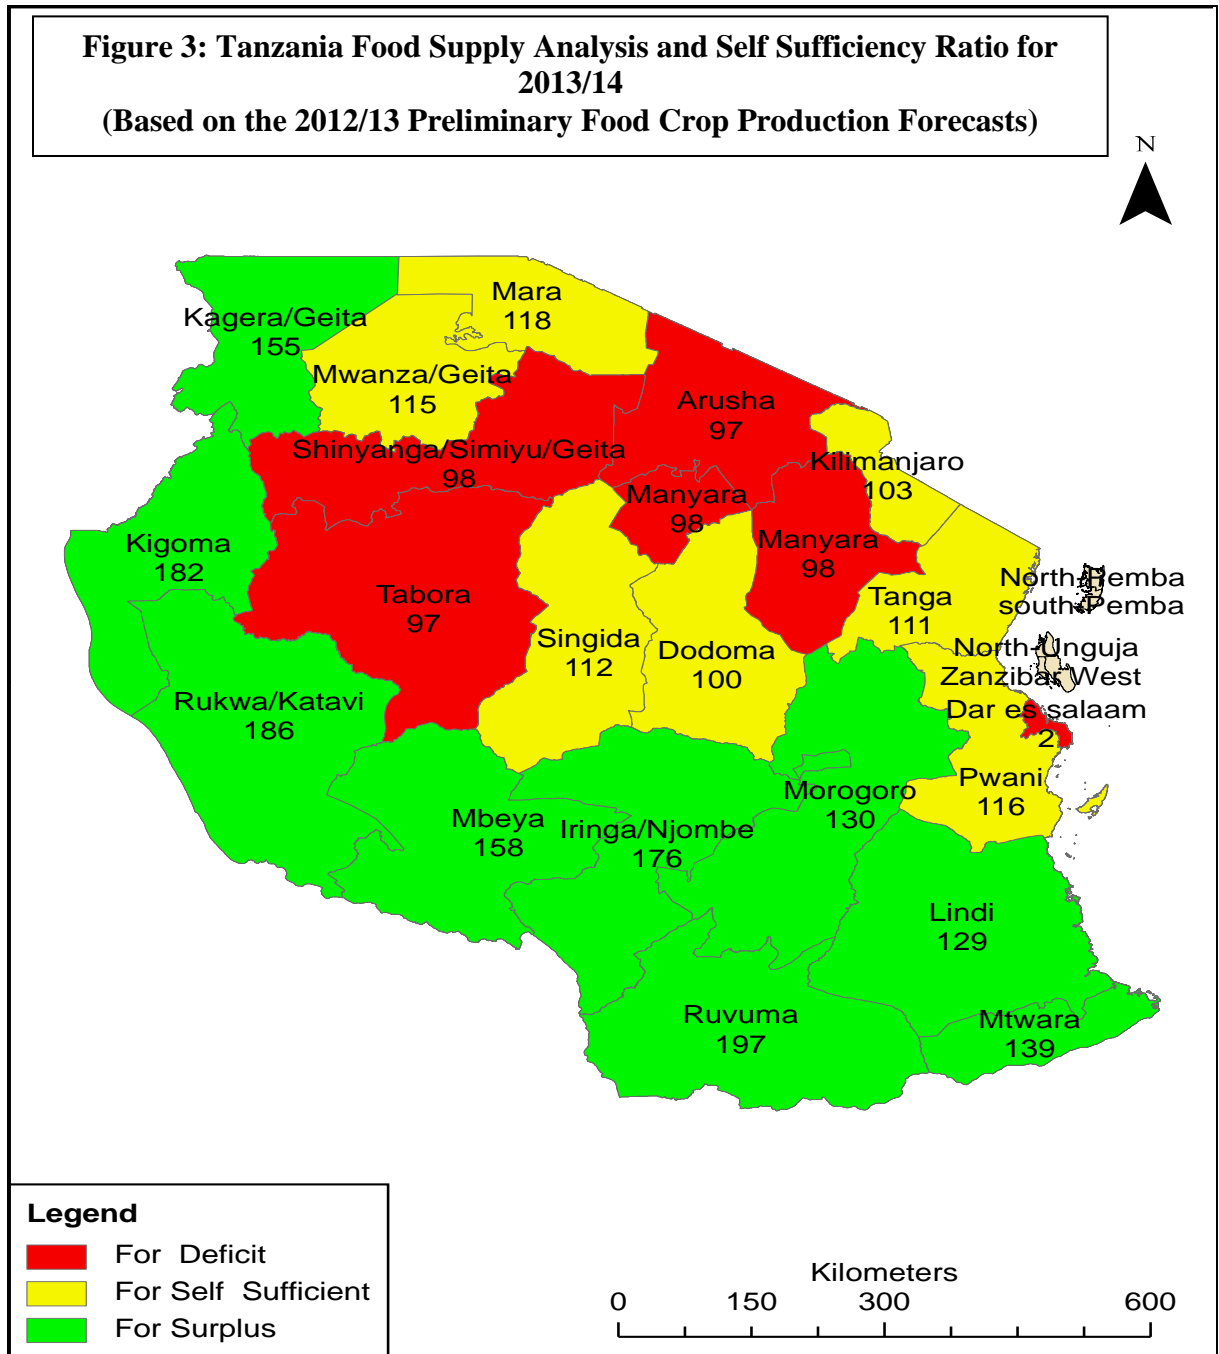 Figure 3: Tanzania Food Supply Analysis and Self Sufficiency Ratio for
2013/14
(Based on the 2012/13 Preliminary Food Crop Production Forecasts)
N
Mara
118
Kagera/Geita
155
Mwanza/Geita
115
Arusha
97
Shinyanga/Simiyu/Geita
98
Kilimanjaro
103
Manyara
98
Manyara
98
Kigoma
182
Tabora
97
Tanga
111
North-Pemba
south-Pemba
Singida
112
Dodoma
100
North-Unguja
Zanzibar West
Rukwa/Katavi
186
Dar es salaam
2
Pwani
116
Morogoro
130
Mbeya
158
Iringa/Njombe
176
Lindi
129
Ruvuma
197
Mtwara
139
Legend
For Deficit
For Self Sufficient
For Surplus
Kilometers
0 150 300 600